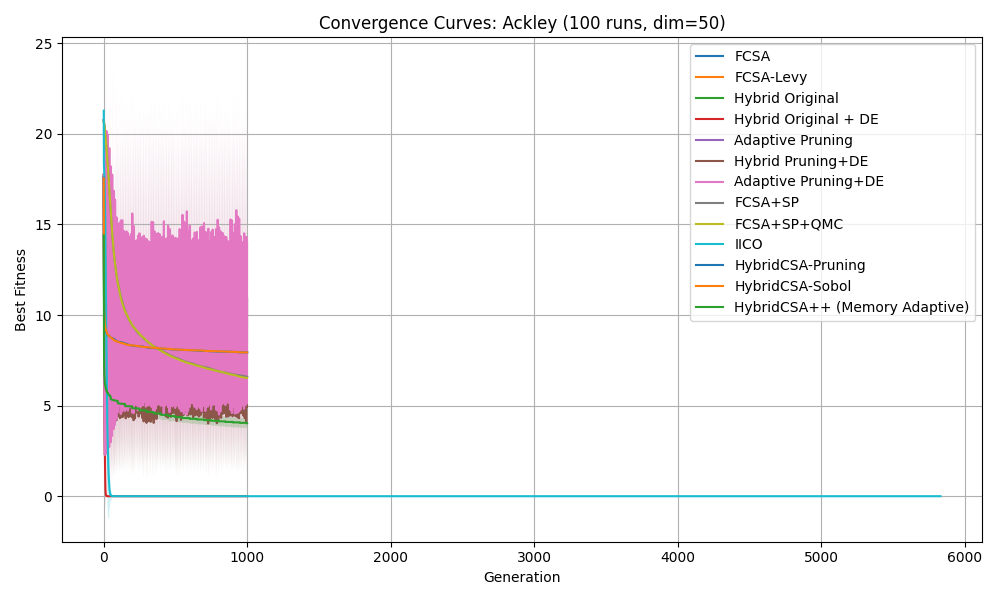 Convergence Curves: Ackley (100 runs, dim=50)
25
20
15
10
5
0
Best Fitness
0
1000
2000
3000
4000
5000
6000
Generation
FCSA
FCSA-Levy
Hybrid Original
Hybrid Original + DE
Adaptive Pruning
Hybrid Pruning+DE
Adaptive Pruning+DE
FCSA+SP
FCSA+SP+QMC
IICO
HybridCSA-Pruning
HybridCSA-Sobol
HybridCSA++ (Memory Adaptive)